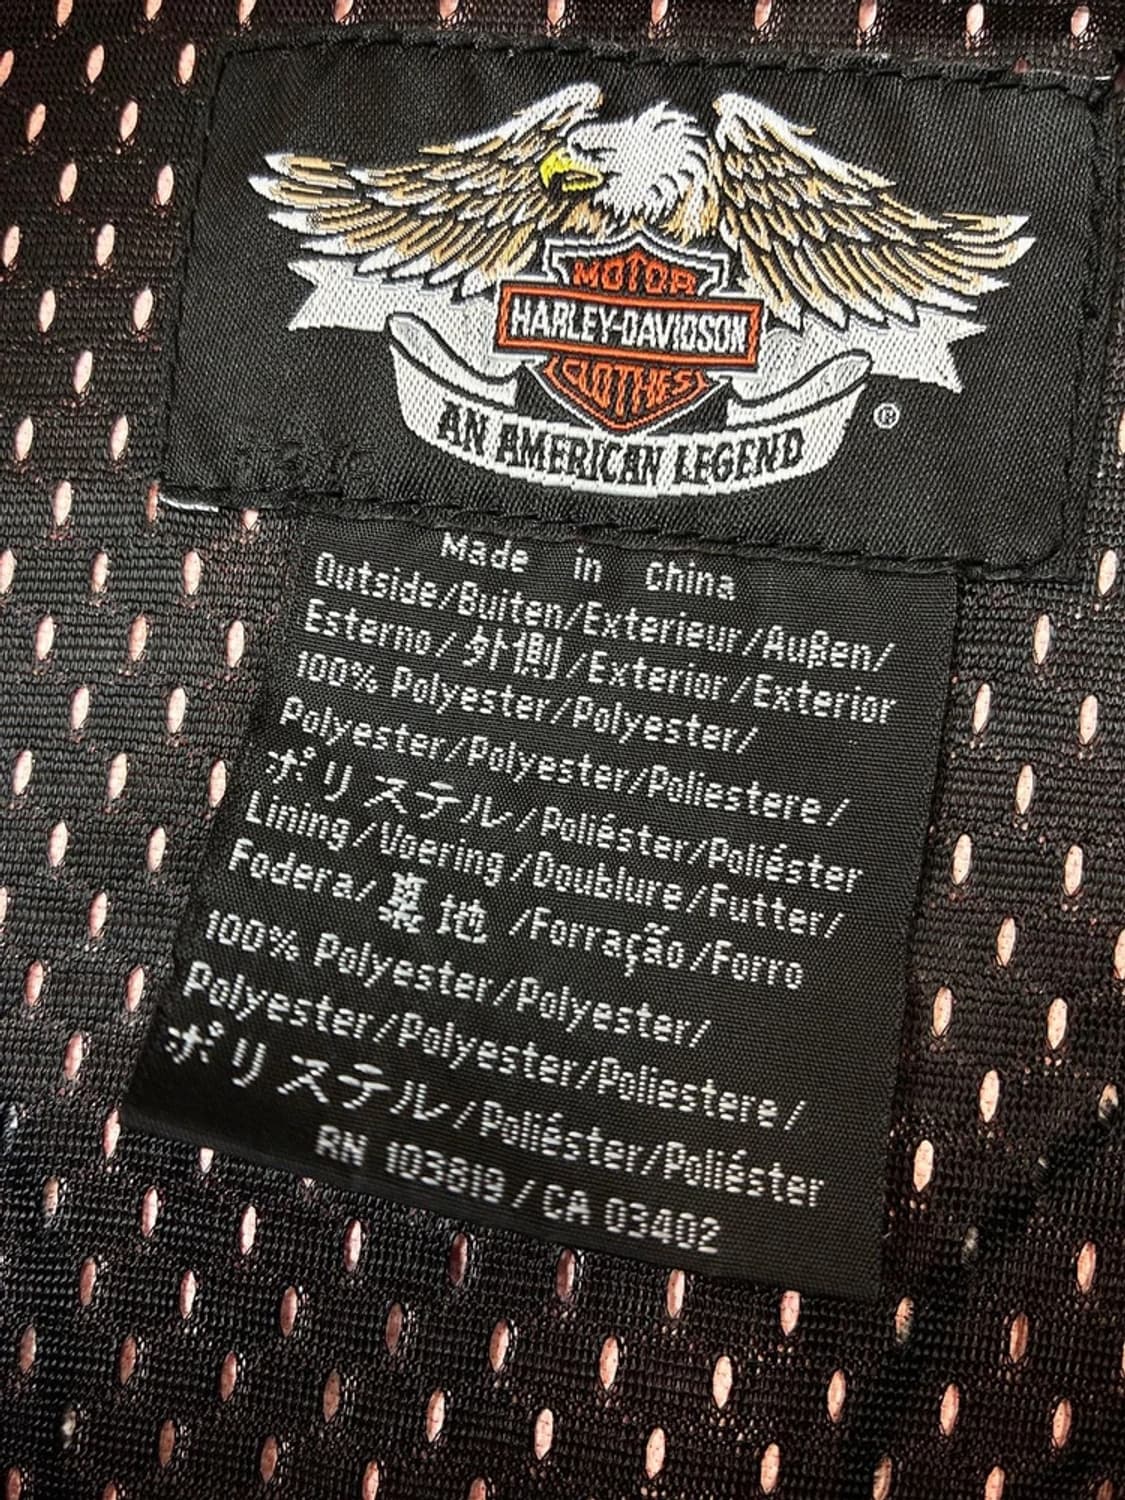 MOTOR
HARLEY-DAVIDSON
CLOTHES
AN AMERICAN LEGEND
®
Made in China
Outside/Buiten/Exterieur/Außen/
Esterno/外側/Exterior/Exterior
100% Polyester/Polyester/
Polyester/Polyester/Poliestere/
ポリステル/Poliéster/Poliéster
Lining/Voering/Doublure/Futter/
Fodera/裏地/Forração/Forro
100% Polyester/Polyester/
Polyester/Polyester/Poliestere/
ポリステル/Poliéster/Poliéster
RN 103819/CA 03402